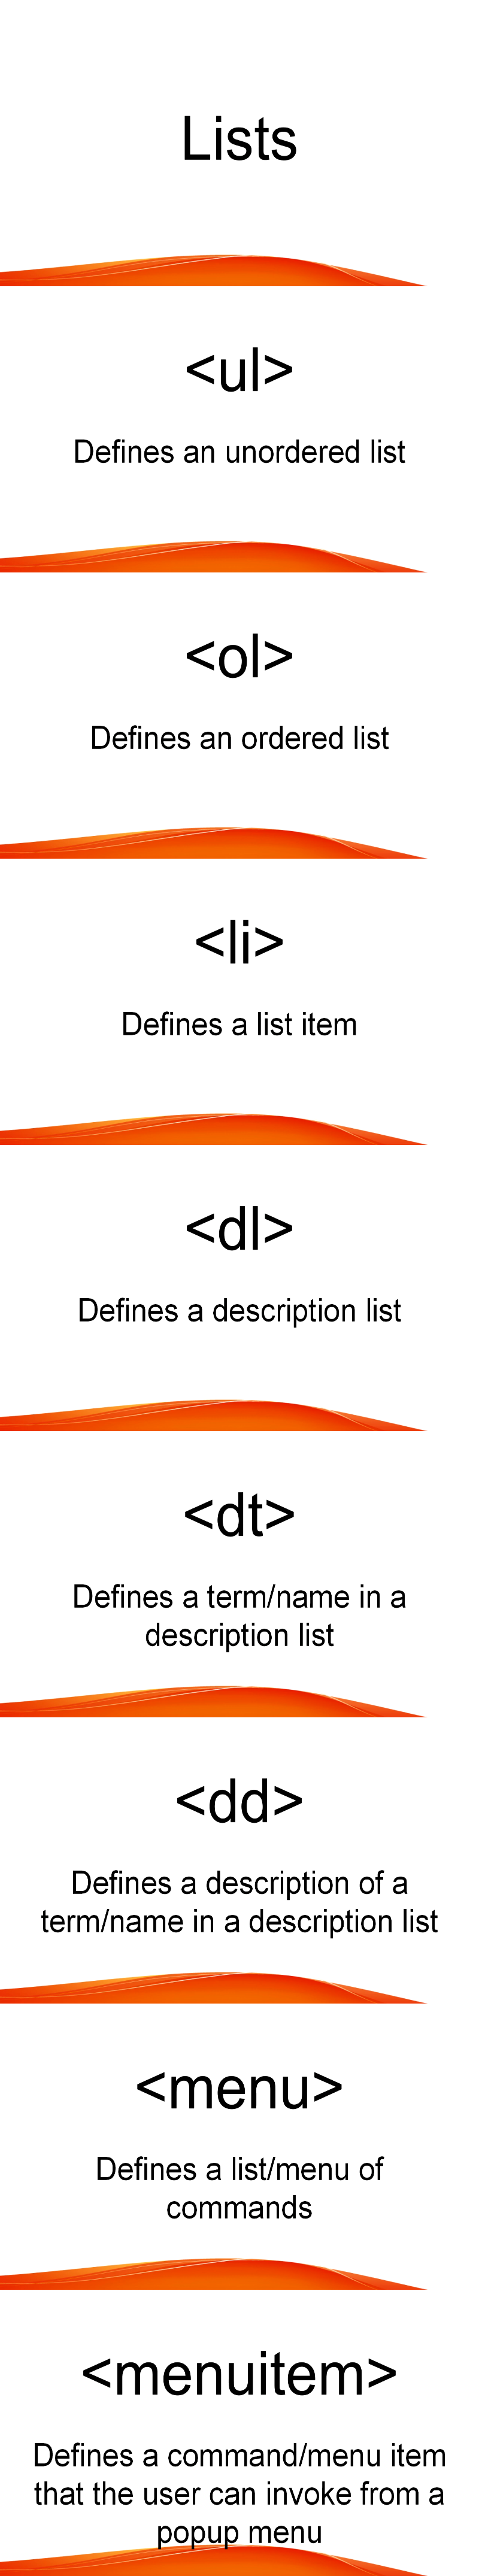 Lists
<ul>
Defines an unordered list
<ol>
Defines an ordered list
<li>
Defines a list item
<dl>
Defines a description list
<dt>
Defines a term/name in a
description list
<dd>
Defines a description of a
term/name in a description list
<menu>
Defines a list/menu of
commands
<menuitem>
Defines a command/menu item
that the user can invoke from a
popup menu